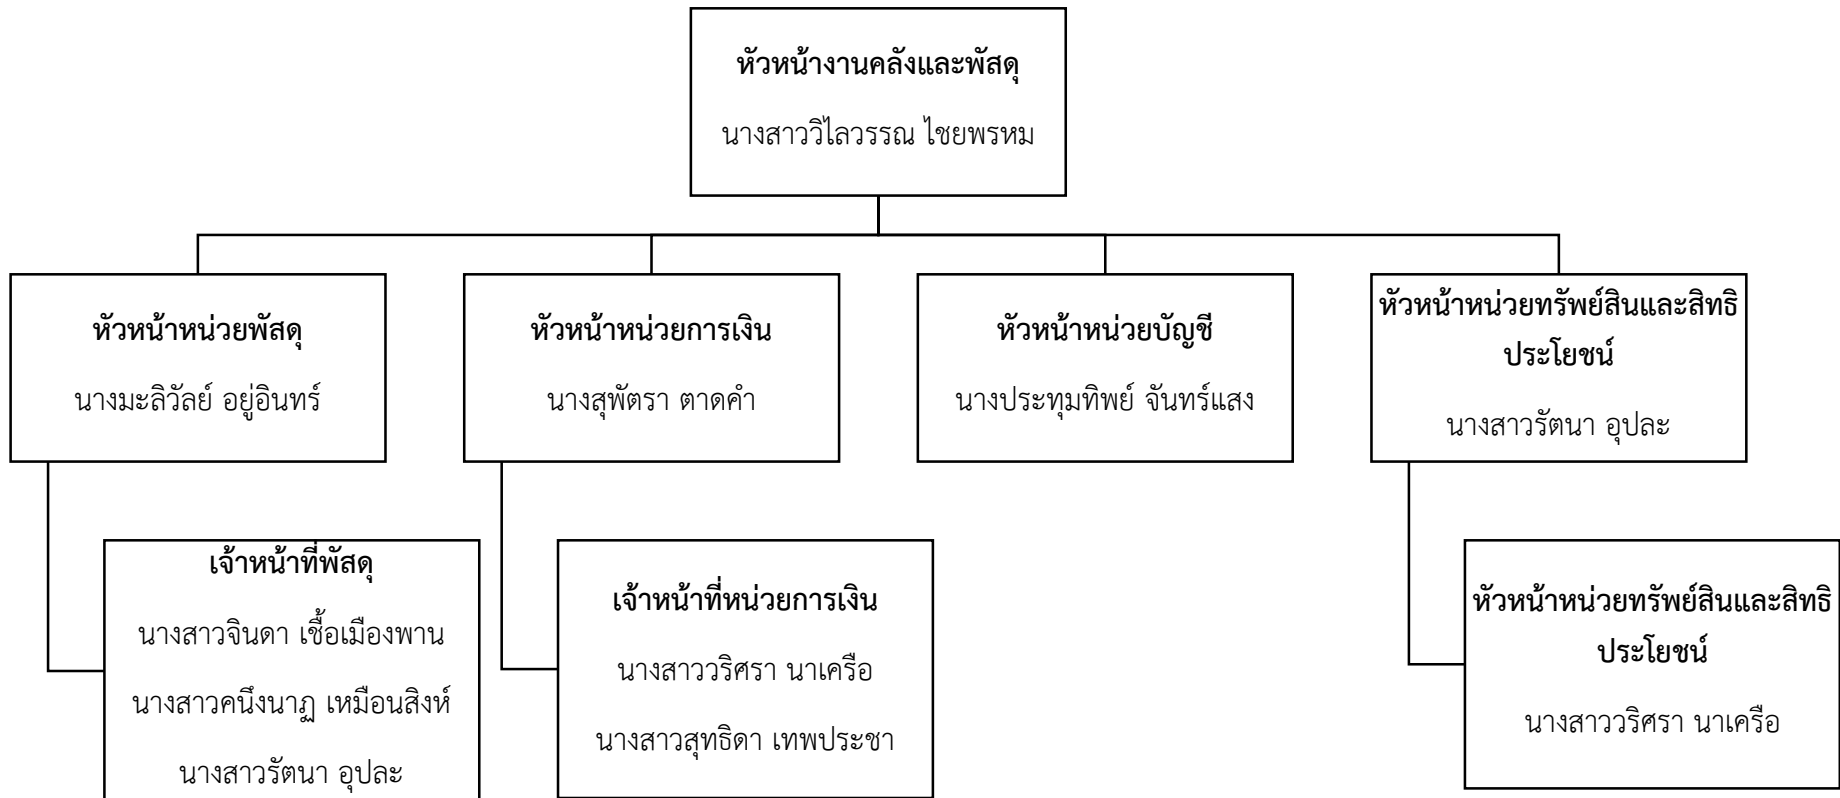 หัวหน้างานคลังและพัสดุ
นางสาววิไลวรรณ ไชยพรหม
หัวหน้าหน่วยพัสดุ
นางมะลิวัลย์ อยู่อินทร์
หัวหน้าหน่วยการเงิน
นางสุพัตรา ตาดคำ
หัวหน้าหน่วยบัญชี
นางประทุมทิพย์ จันทร์แสง
หัวหน้าหน่วยทรัพย์สินและสิทธิ
ประโยชน์
นางสาวรัตนา อุปละ
เจ้าหน้าที่พัสดุ
นางสาวจินดา เชื้อเมืองพาน
นางสาวคนึงนาฏ เหมือนสิงห์
นางสาวรัตนา อุปละ
เจ้าหน้าที่หน่วยการเงิน
นางสาววริศรา นาเครือ
นางสาวสุทธิดา เทพประชา
หัวหน้าหน่วยทรัพย์สินและสิทธิ
ประโยชน์
นางสาววริศรา นาเครือ